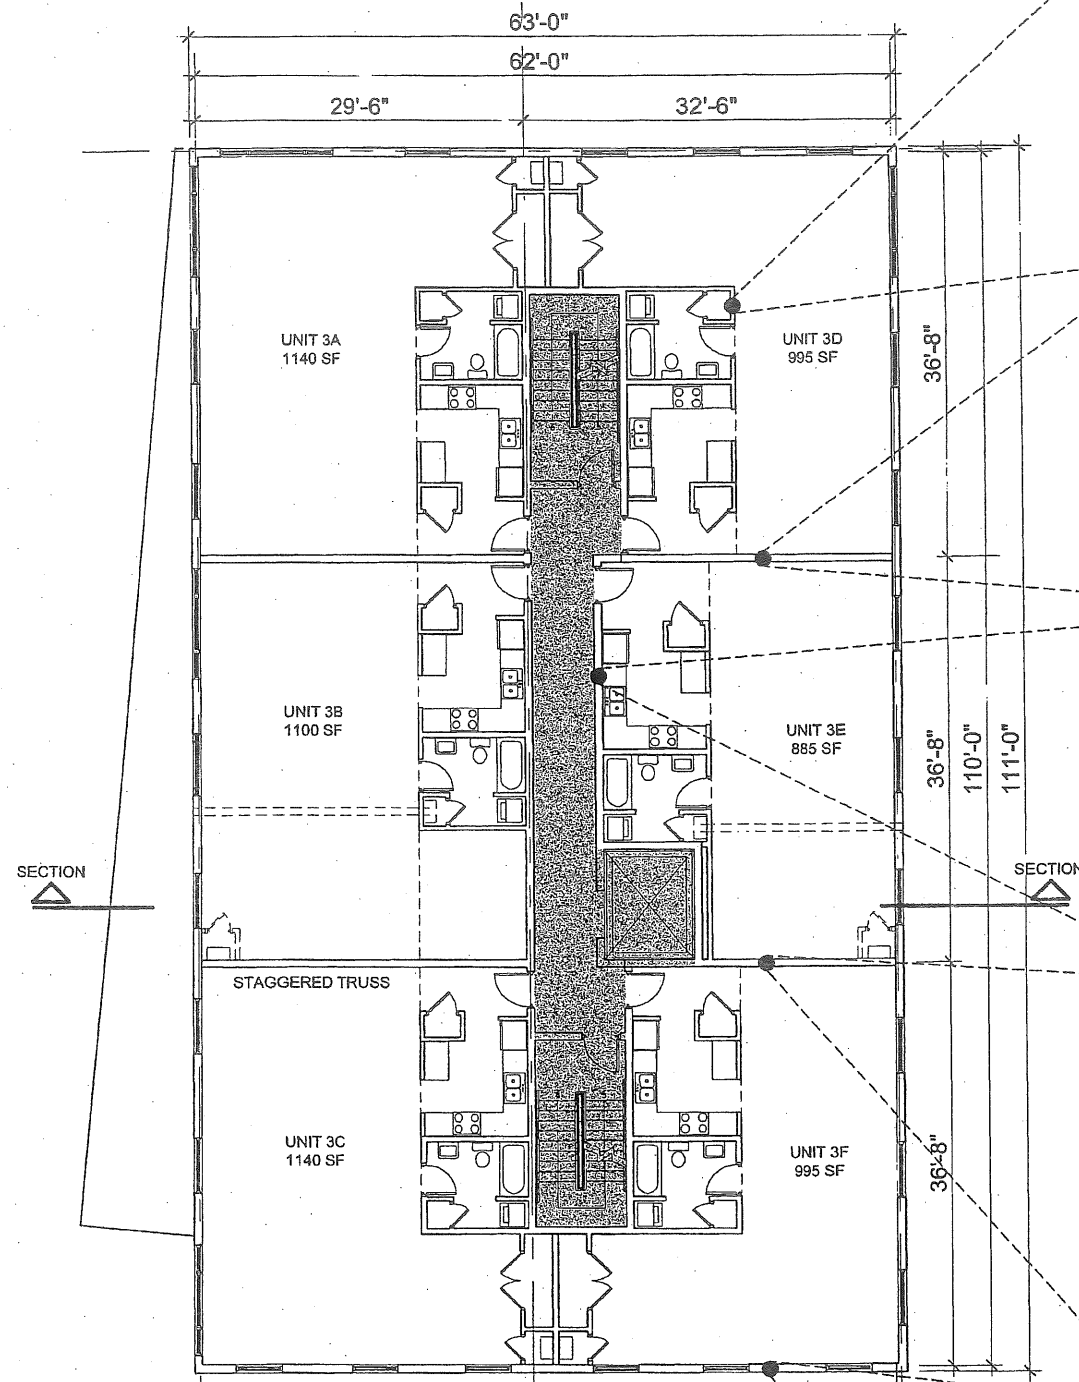 63'-0"
62'-0"
29'-6"
32'-6"
UNIT 3A
1140 SF
UNIT 3D
995 SF
36'-8"
UNIT 3B
1100 SF
UNIT 3E
885 SF
36'-8"
110'-0"
111'-0"
SECTION
SECTION
STAGGERED TRUSS
UNIT 3C
1140 SF
UNIT 3F
995 SF
36'-8"